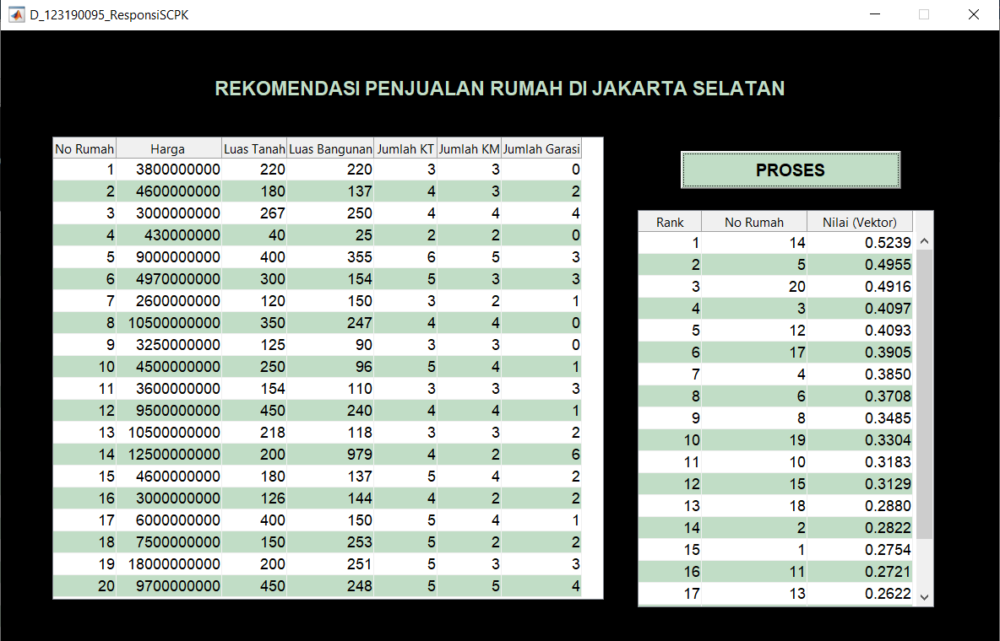 D_123190095_ResponsiSCPK
REKOMENDASI PENJUALAN RUMAH DI JAKARTA SELATAN
No Rumah Harga Luas Tanah Luas Bangunan Jumlah KT Jumlah KM Jumlah Garasi
1 3800000000 220 220 3 3 0
2 4600000000 180 137 4 3 2
3 3000000000 267 250 4 4 4
4 430000000 40 25 2 2 0
5 9000000000 400 355 6 5 3
6 4970000000 300 154 5 3 3
7 2600000000 120 150 3 2 1
8 10500000000 350 247 4 4 0
9 3250000000 125 90 3 3 0
10 4500000000 250 96 5 4 1
11 3600000000 154 110 3 3 3
12 9500000000 450 240 4 4 1
13 10500000000 218 118 3 3 2
14 12500000000 200 979 4 2 6
15 4600000000 180 137 5 4 2
16 3000000000 126 144 4 2 2
17 6000000000 400 150 5 4 1
18 7500000000 150 253 5 2 2
19 18000000000 200 251 5 3 3
20 9700000000 450 248 5 5 4
PROSES
Rank No Rumah Nilai (Vektor)
1 14 0.5239
2 5 0.4955
3 20 0.4916
4 3 0.4097
5 12 0.4093
6 17 0.3905
7 4 0.3850
8 6 0.3708
9 8 0.3485
10 19 0.3304
11 10 0.3183
12 15 0.3129
13 18 0.2880
14 2 0.2822
15 1 0.2754
16 11 0.2721
17 13 0.2622